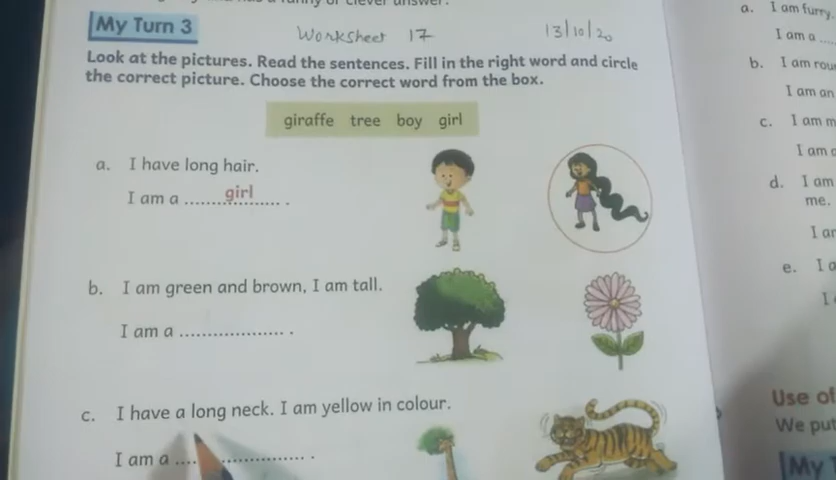 My Turn 3
Worksheet 17
13/10/20
Look at the pictures. Read the sentences. Fill in the right word and circle
the correct picture. Choose the correct word from the box.
giraffe tree boy girl
a. I have long hair.
I am a ....girl.... .
b. I am green and brown, I am tall.
I am a .................... .
c. I have a long neck. I am yellow in colour.
I am a .................... .
a. I am furry.
I am a ....
b. I am
I am an
c. I am
I am
d. I am
me.
I
e. I
I
Use of
We put
My